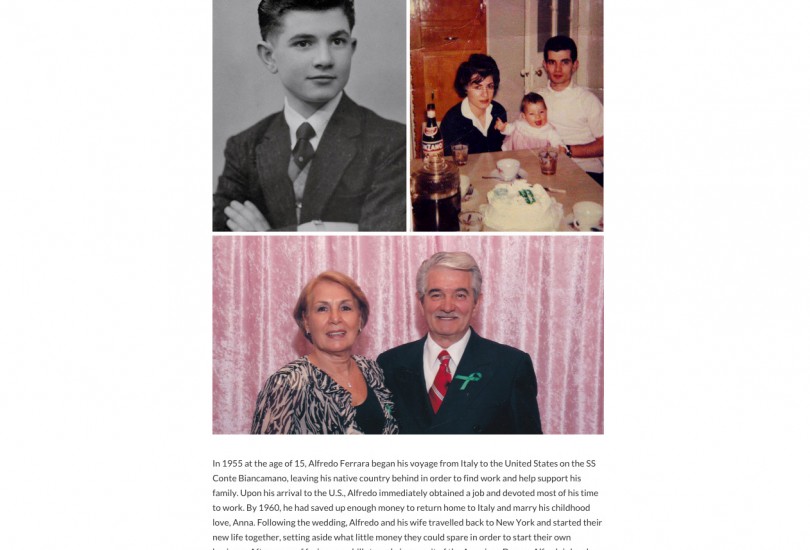 In 1955 at the age of 15, Alfredo Ferrara began his voyage from Italy to the United States on the SS
Conte Biancamano, leaving his native country behind in order to find work and help support his
family. Upon his arrival to the U.S., Alfredo immediately obtained a job and devoted most of his time
to work. By 1960, he had saved up enough money to return home to Italy and marry his childhood
love, Anna. Following the wedding, Alfredo and his wife travelled back to New York and started their
new life together, setting aside what little money they could spare in order to start their own